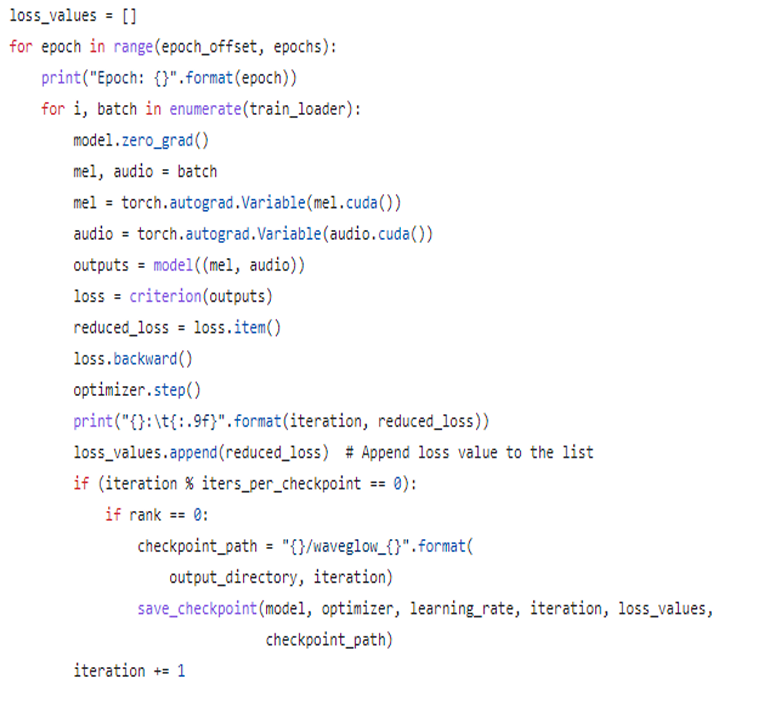 loss_values = []
for epoch in range(epoch_offset, epochs):
    print("Epoch: {}".format(epoch))
    for i, batch in enumerate(train_loader):
        model.zero_grad()
        mel, audio = batch
        mel = torch.autograd.Variable(mel.cuda())
        audio = torch.autograd.Variable(audio.cuda())
        outputs = model((mel, audio))
        loss = criterion(outputs)
        reduced_loss = loss.item()
        loss.backward()
        optimizer.step()
        print("{}:\t{:.9f}".format(iteration, reduced_loss))
        loss_values.append(reduced_loss)  # Append loss value to the list
        if (iteration % iters_per_checkpoint == 0):
            if rank == 0:
                checkpoint_path = "{}/waveglow_{}".format(
                    output_directory, iteration)
                save_checkpoint(model, optimizer, learning_rate, iteration, loss_values,
                                checkpoint_path)
        iteration += 1